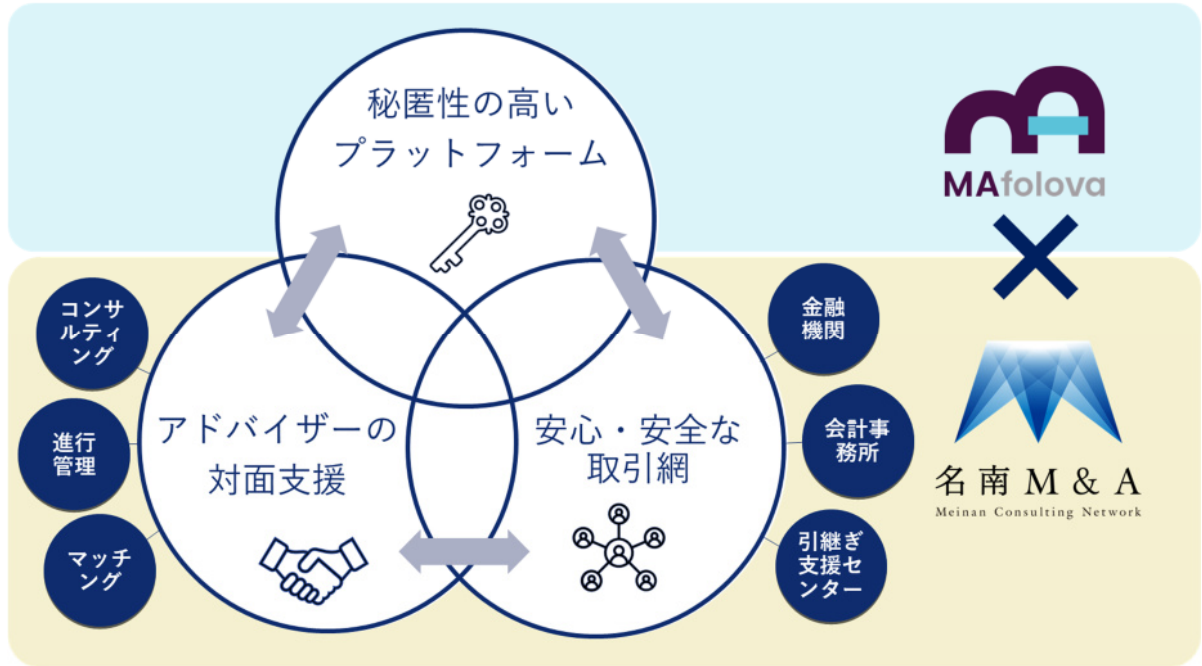 秘匿性の高い
プラットフォーム
MAfolova
コンサ
ルティ
ング
進行
管理
マッチ
ング
アドバイザーの
対面支援
安心・安全な
取引網
金融
機関
会計事
務所
引継ぎ
支援セ
ンター
名南M&A
Meinan Consulting Network